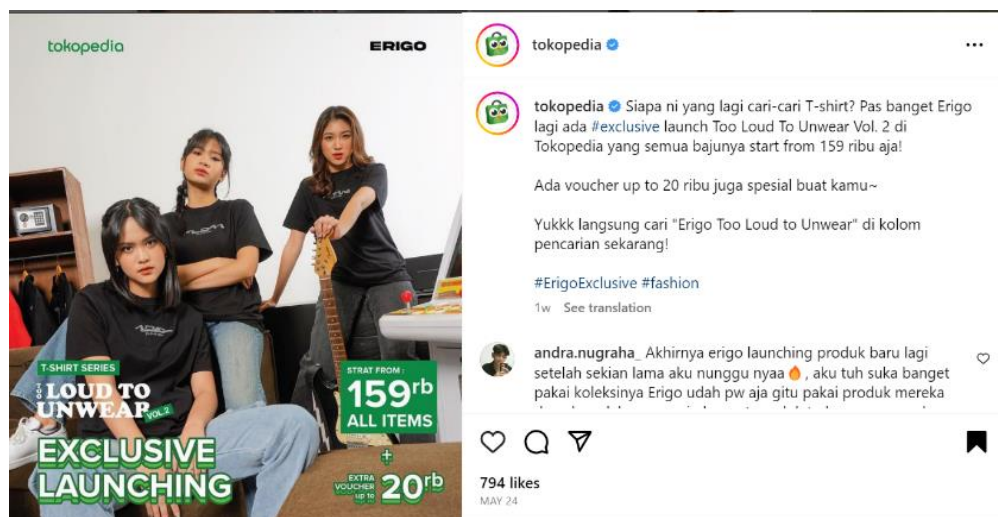 tokopedia
ERIGO
T-SHIRT SERIES
TOO LOUD TO
UNWEAR VOL.2
EXCLUSIVE
LAUNCHING
STRAT FROM :
159rb
ALL ITEMS
+
EXTRA
VOUCHER
up to
20rb
tokopedia
tokopedia Siapa ni yang lagi cari-cari T-shirt? Pas banget Erigo
lagi ada #exclusive launch Too Loud To Unwear Vol. 2 di
Tokopedia yang semua bajunya start from 159 ribu aja!
Ada voucher up to 20 ribu juga spesial buat kamu~
Yukkk langsung cari "Erigo Too Loud to Unwear" di kolom
pencarian sekarang!
#ErigoExclusive #fashion
1w See translation
andra.nugraha_ Akhirnya erigo launching produk baru lagi
setelah sekian lama aku nunggu nyaa🔥, aku tuh suka banget
pakai koleksinya Erigo udah pw aja gitu pakai produk mereka
794 likes
MAY 24